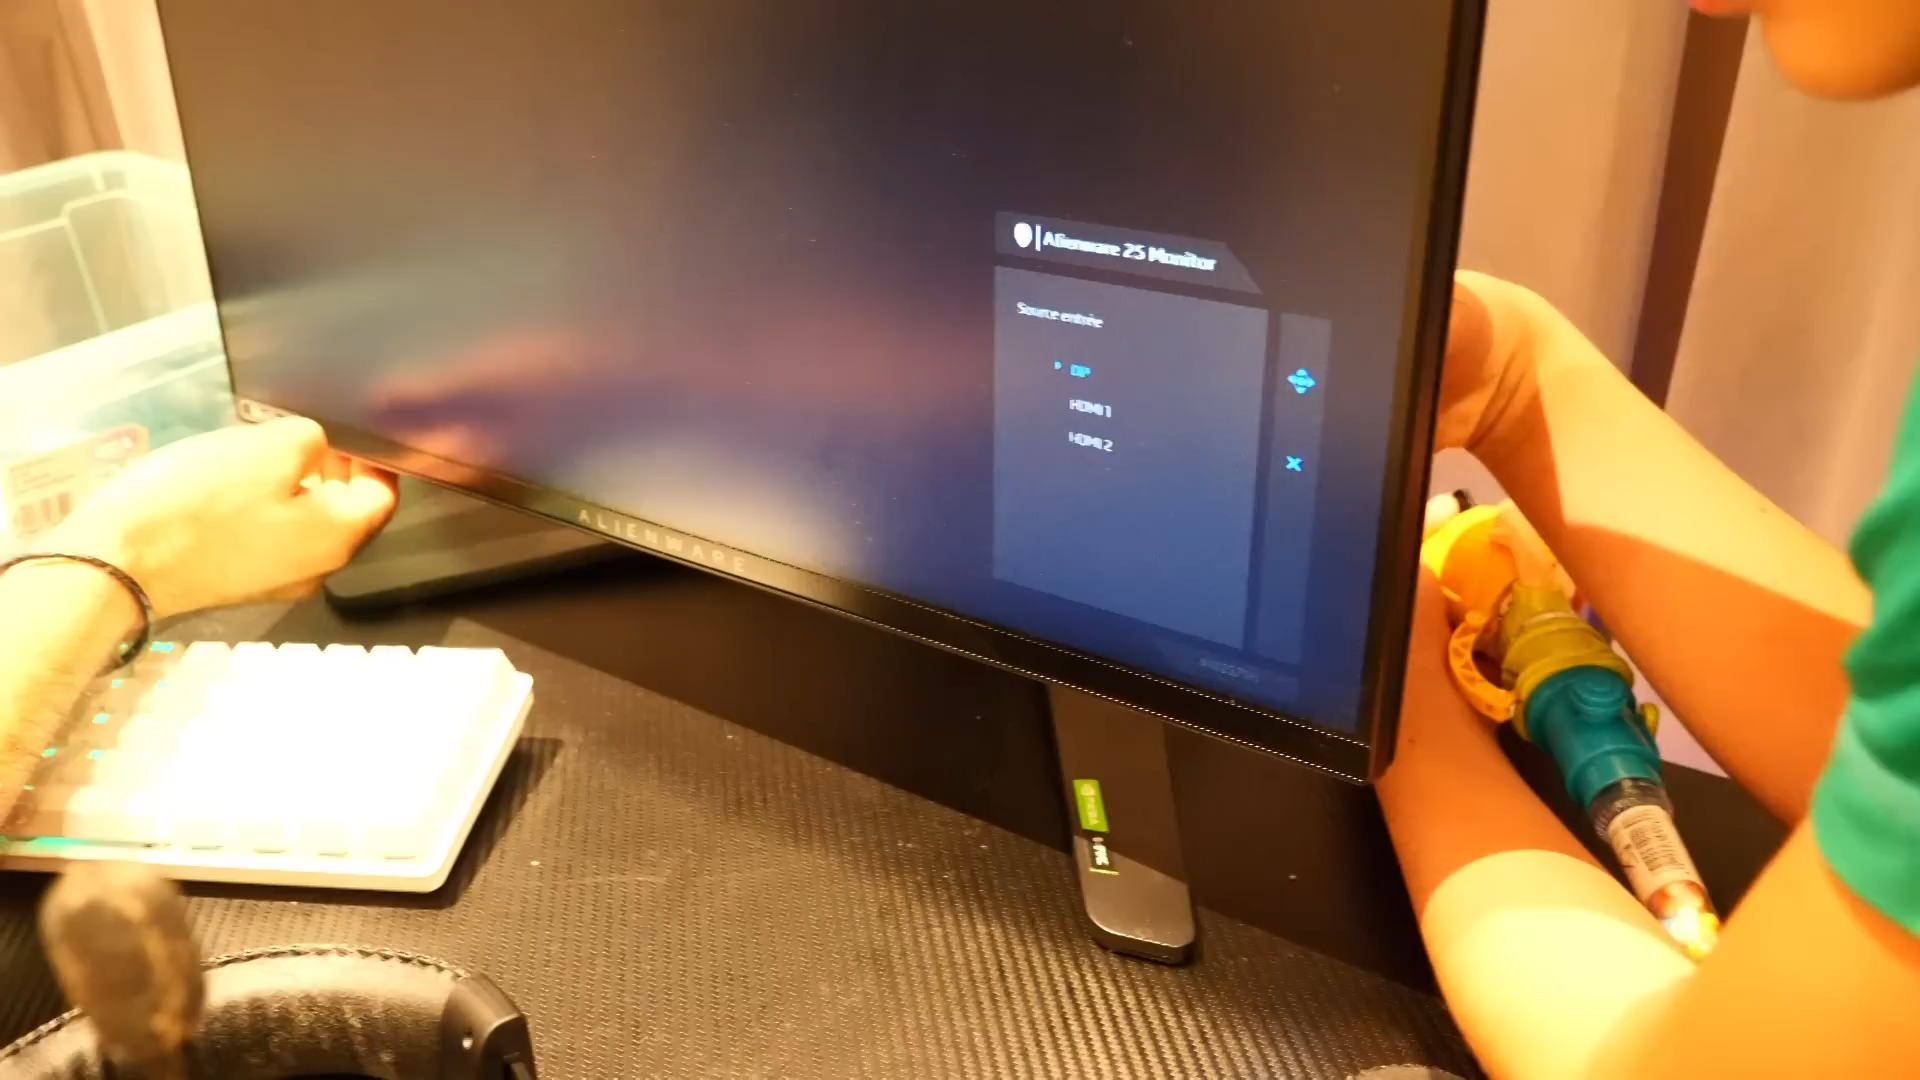 Alienware 25 Monitor
Source entrée
DP
HDMI 1
HDMI 2
ALIENWARE